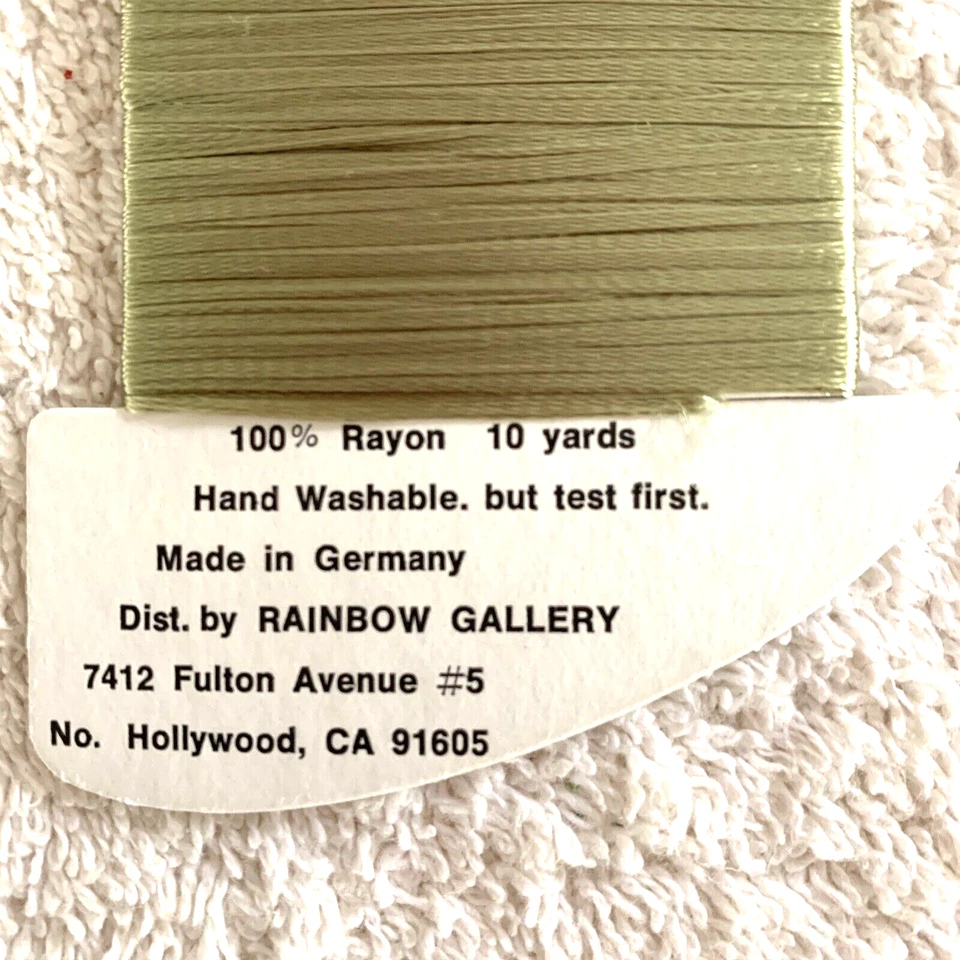 100% Rayon 10 yards
Hand Washable. but test first.
Made in Germany
Dist. by RAINBOW GALLERY
7412 Fulton Avenue #5
No. Hollywood, CA 91605